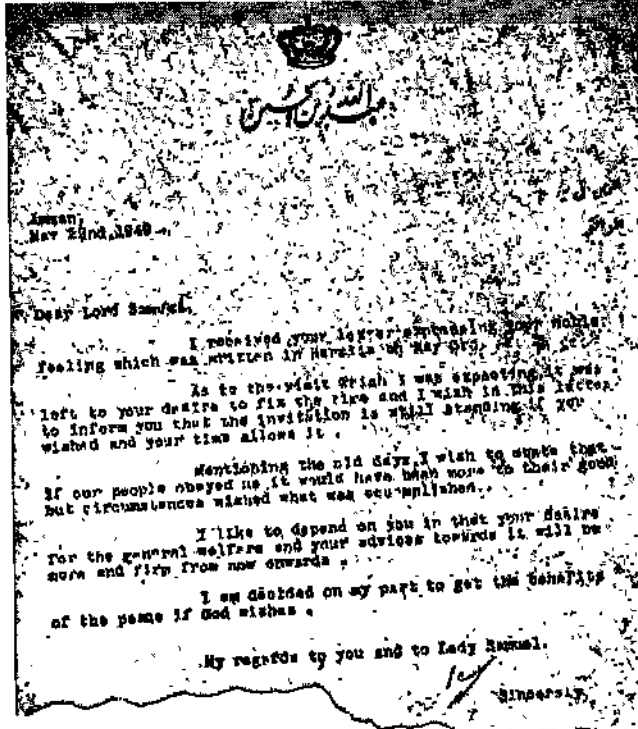 عبد الله بن الحسين
Amman,
May 22nd, 1949.
Dear Lord Samuel,
I received your letter expressing your noble
feeling which was written in on May 3rd.
As to the visit which I was expecting it was
left to your desire to fix the time and I wish in this letter
to inform you that the invitation is still standing if you
wished and your time allows it .
Mentioning the old days I wish to state that
if our people obeyed us it would have been more to their good
but circumstances wished what was accomplished.
I like to depend on you in that your desire
for the general welfare and your advices towards it will be
more and firm from now onwards .
I am decided on my part to get the benefits
of the peace if God wishes .
My regards to you and to Lady Samuel.
Sincerely,